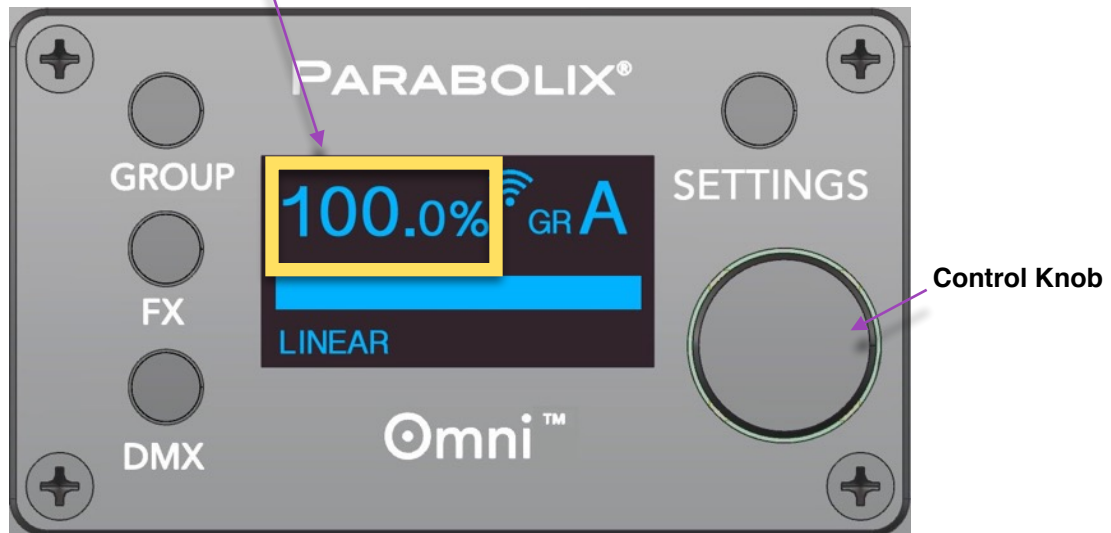 PARABOLIX®
GROUP
SETTINGS
100.0% GR A
FX
LINEAR
Control Knob
DMX
Omni™